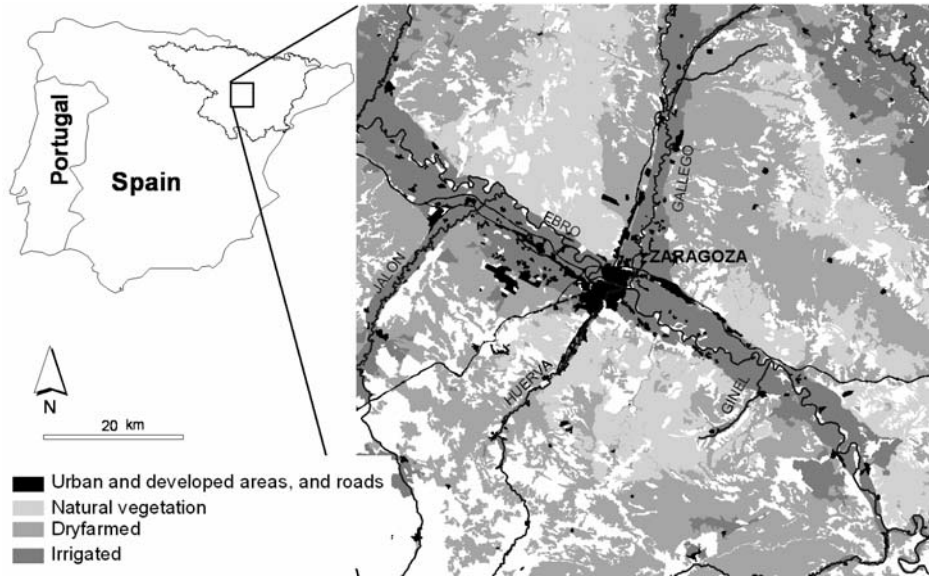 Portugal
Spain
N
20 km
Urban and developed areas, and roads
Natural vegetation
Dryfarmed
Irrigated
EBRO
GALLEGO
ZARAGOZA
JALON
HUERVA
GINEL